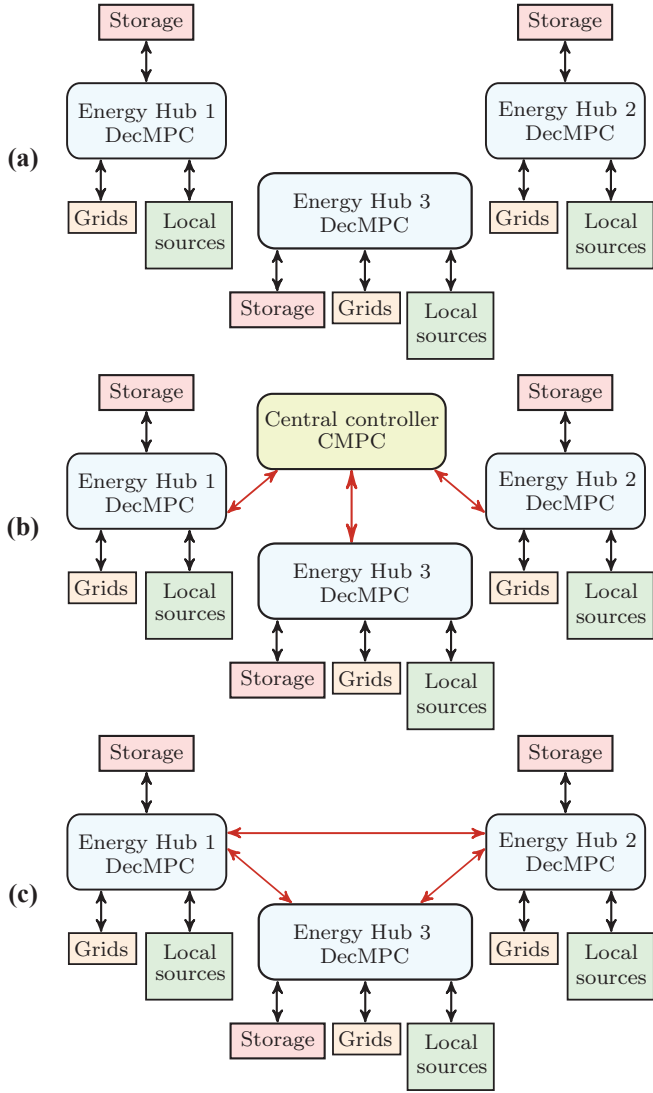 Storage
Storage
Energy Hub 1
DecMPC
Energy Hub 2
DecMPC
(a)
Energy Hub 3
DecMPC
Grids
Local
sources
Grids
Local
sources
Storage
Grids
Local
sources
Storage
Storage
Central controller
CMPC
Energy Hub 1
DecMPC
Energy Hub 2
DecMPC
(b)
Energy Hub 3
DecMPC
Grids
Local
sources
Grids
Local
sources
Storage
Grids
Local
sources
Storage
Storage
Energy Hub 1
DecMPC
Energy Hub 2
DecMPC
(c)
Energy Hub 3
DecMPC
Grids
Local
sources
Grids
Local
sources
Storage
Grids
Local
sources